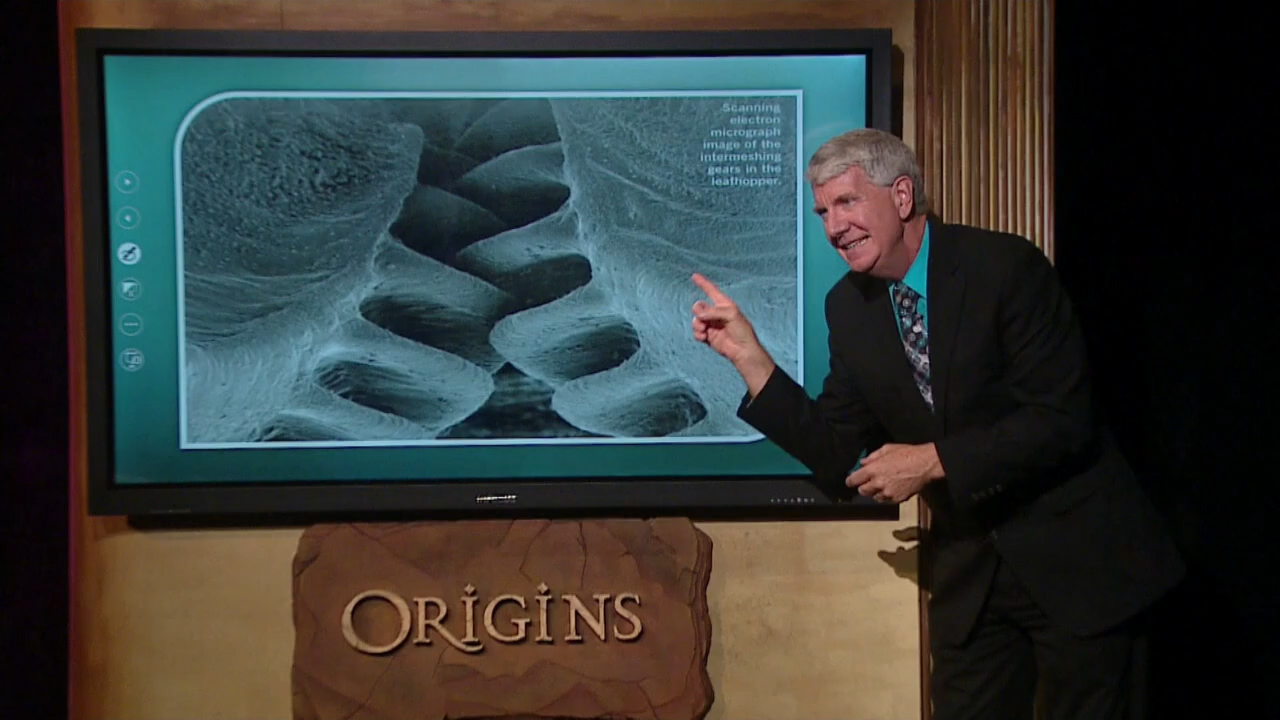 Scanning
electron
micrograph
image of the
intermeshing
gears in the
leafhopper.
ORiGiNS